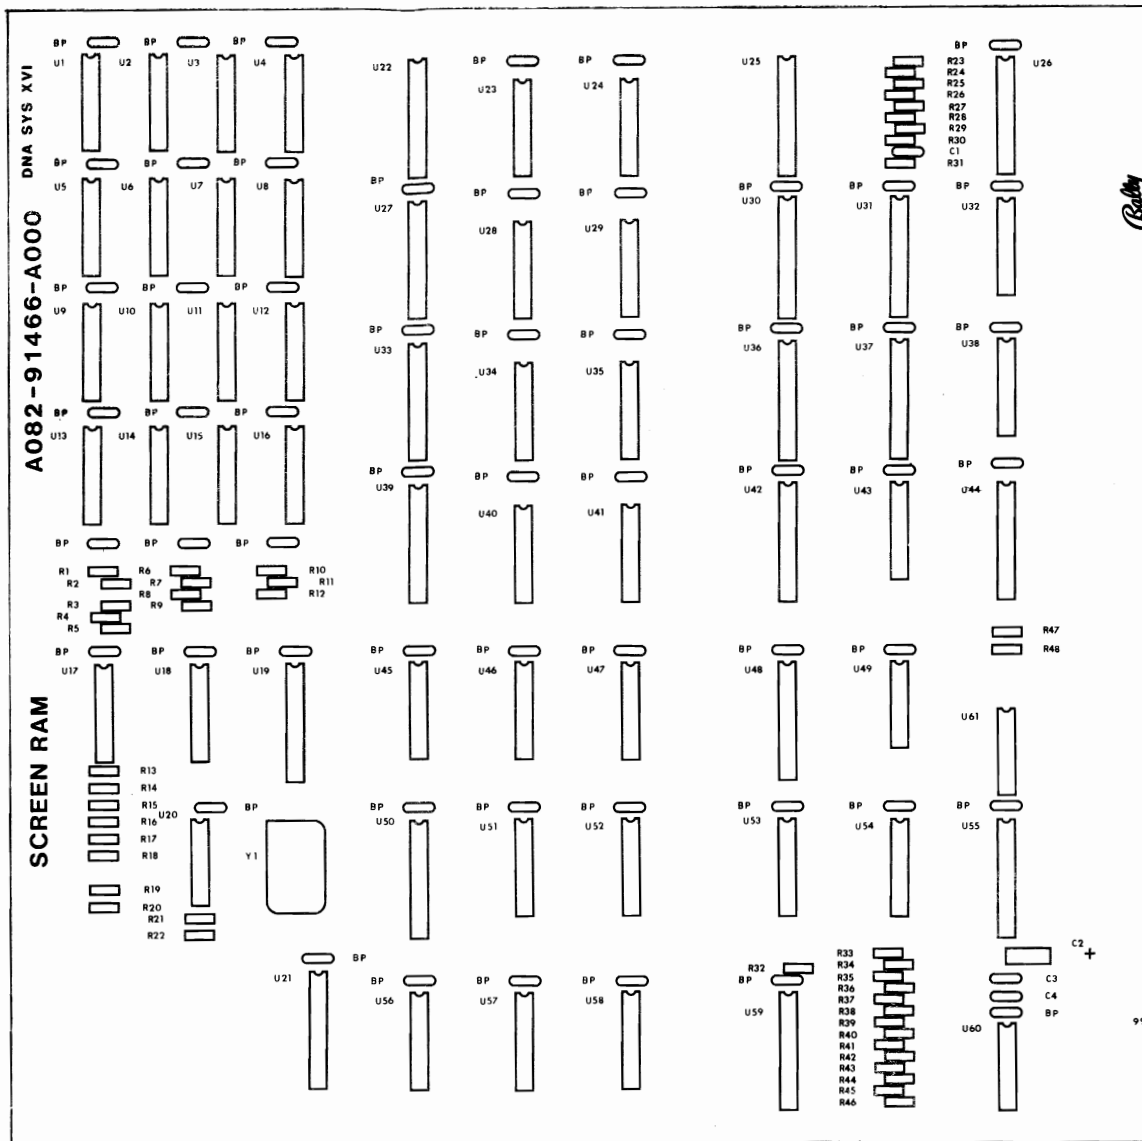 BP BP BP BP
U1 U2 U3 U4 U22 BP U23 BP U24 U25 R23 U26
R24
R25
R26
R27
R28
R29
R30
C1
R31
DNA SYS XVI
A082-91466-A000
SCREEN RAM
Bally
BP BP BP
U5 U6 U7 U8
BP BP BP BP BP BP
U27 U28 U29 U30 U31 U32
BP BP BP
U9 U10 U11 U12
BP BP BP BP BP BP
U33 U34 U35 U36 U37 U38
BP BP BP
U13 U14 U15 U16
BP BP BP BP BP BP
U39 U40 U41 U42 U43 U44
BP BP BP
R1 R6 R10
R2 R7 R11
R8 R12
R3 R9
R4
R5
R47
R48
BP BP BP BP BP BP BP BP
U17 U18 U19 U45 U46 U47 U48 U49
U61
R13
R14
R15
R16
R17
R18
R19
R20
R21
R22
U20 BP
Y1
BP BP BP BP BP BP
U50 U51 U52 U53 U54 U55
BP
U21
BP BP BP R32
BP
U56 U57 U58 U59
R33
R34
R35
R36
R37
R38
R39
R40
R41
R42
R43
R44
R45
R46
C2 +
C3
C4
BP
U60